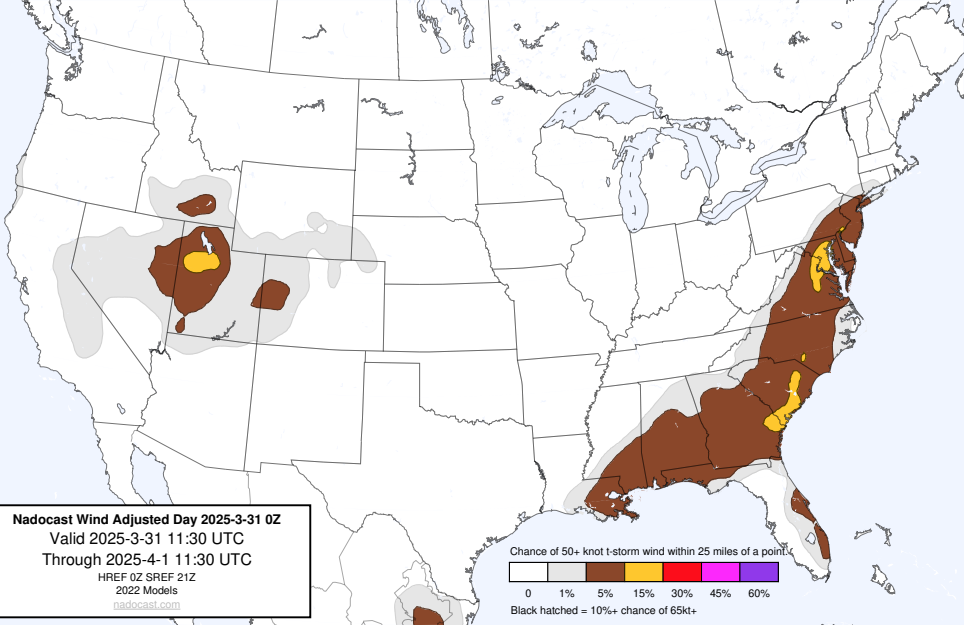 Nadocast Wind Adjusted Day 2025-3-31 0Z
Valid 2025-3-31 11:30 UTC
Through 2025-4-1 11:30 UTC
HREF 0Z SREF 21Z
2022 Models
nadocast.com
Chance of 50+ knot t-storm wind within 25 miles of a point.
0 1% 5% 15% 30% 45% 60%
Black hatched = 10%+ chance of 65kt+